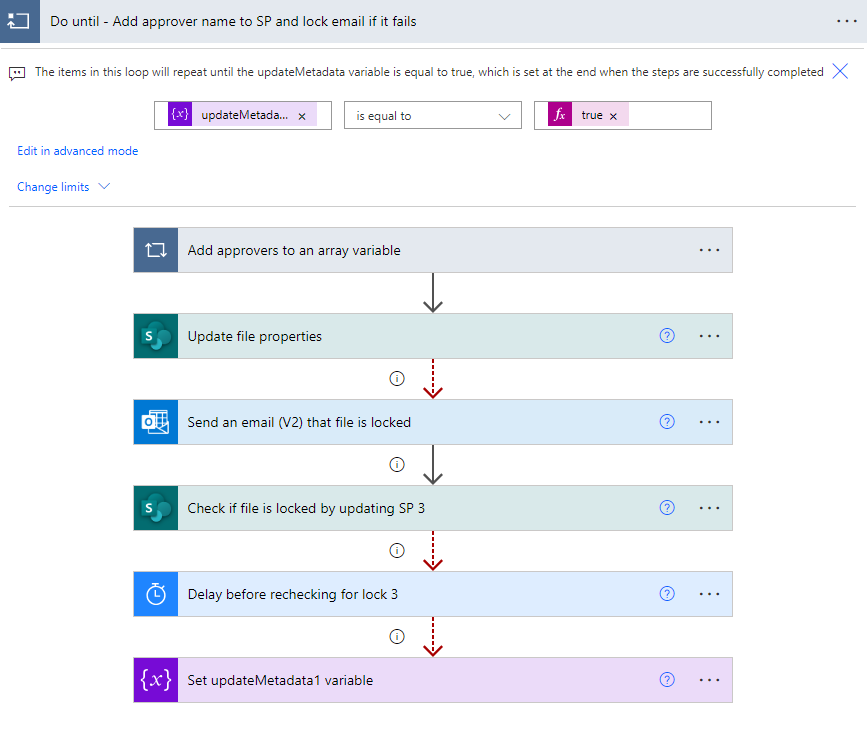 Do until - Add approver name to SP and lock email if it fails
The items in this loop will repeat until the updateMetadata variable is equal to true, which is set at the end when the steps are successfully completed
{x} updateMetada... × is equal to fx true ×
Edit in advanced mode
Change limits
Add approvers to an array variable
S Update file properties
Send an email (V2) that file is locked
S Check if file is locked by updating SP 3
Delay before rechecking for lock 3
{x} Set updateMetadata1 variable